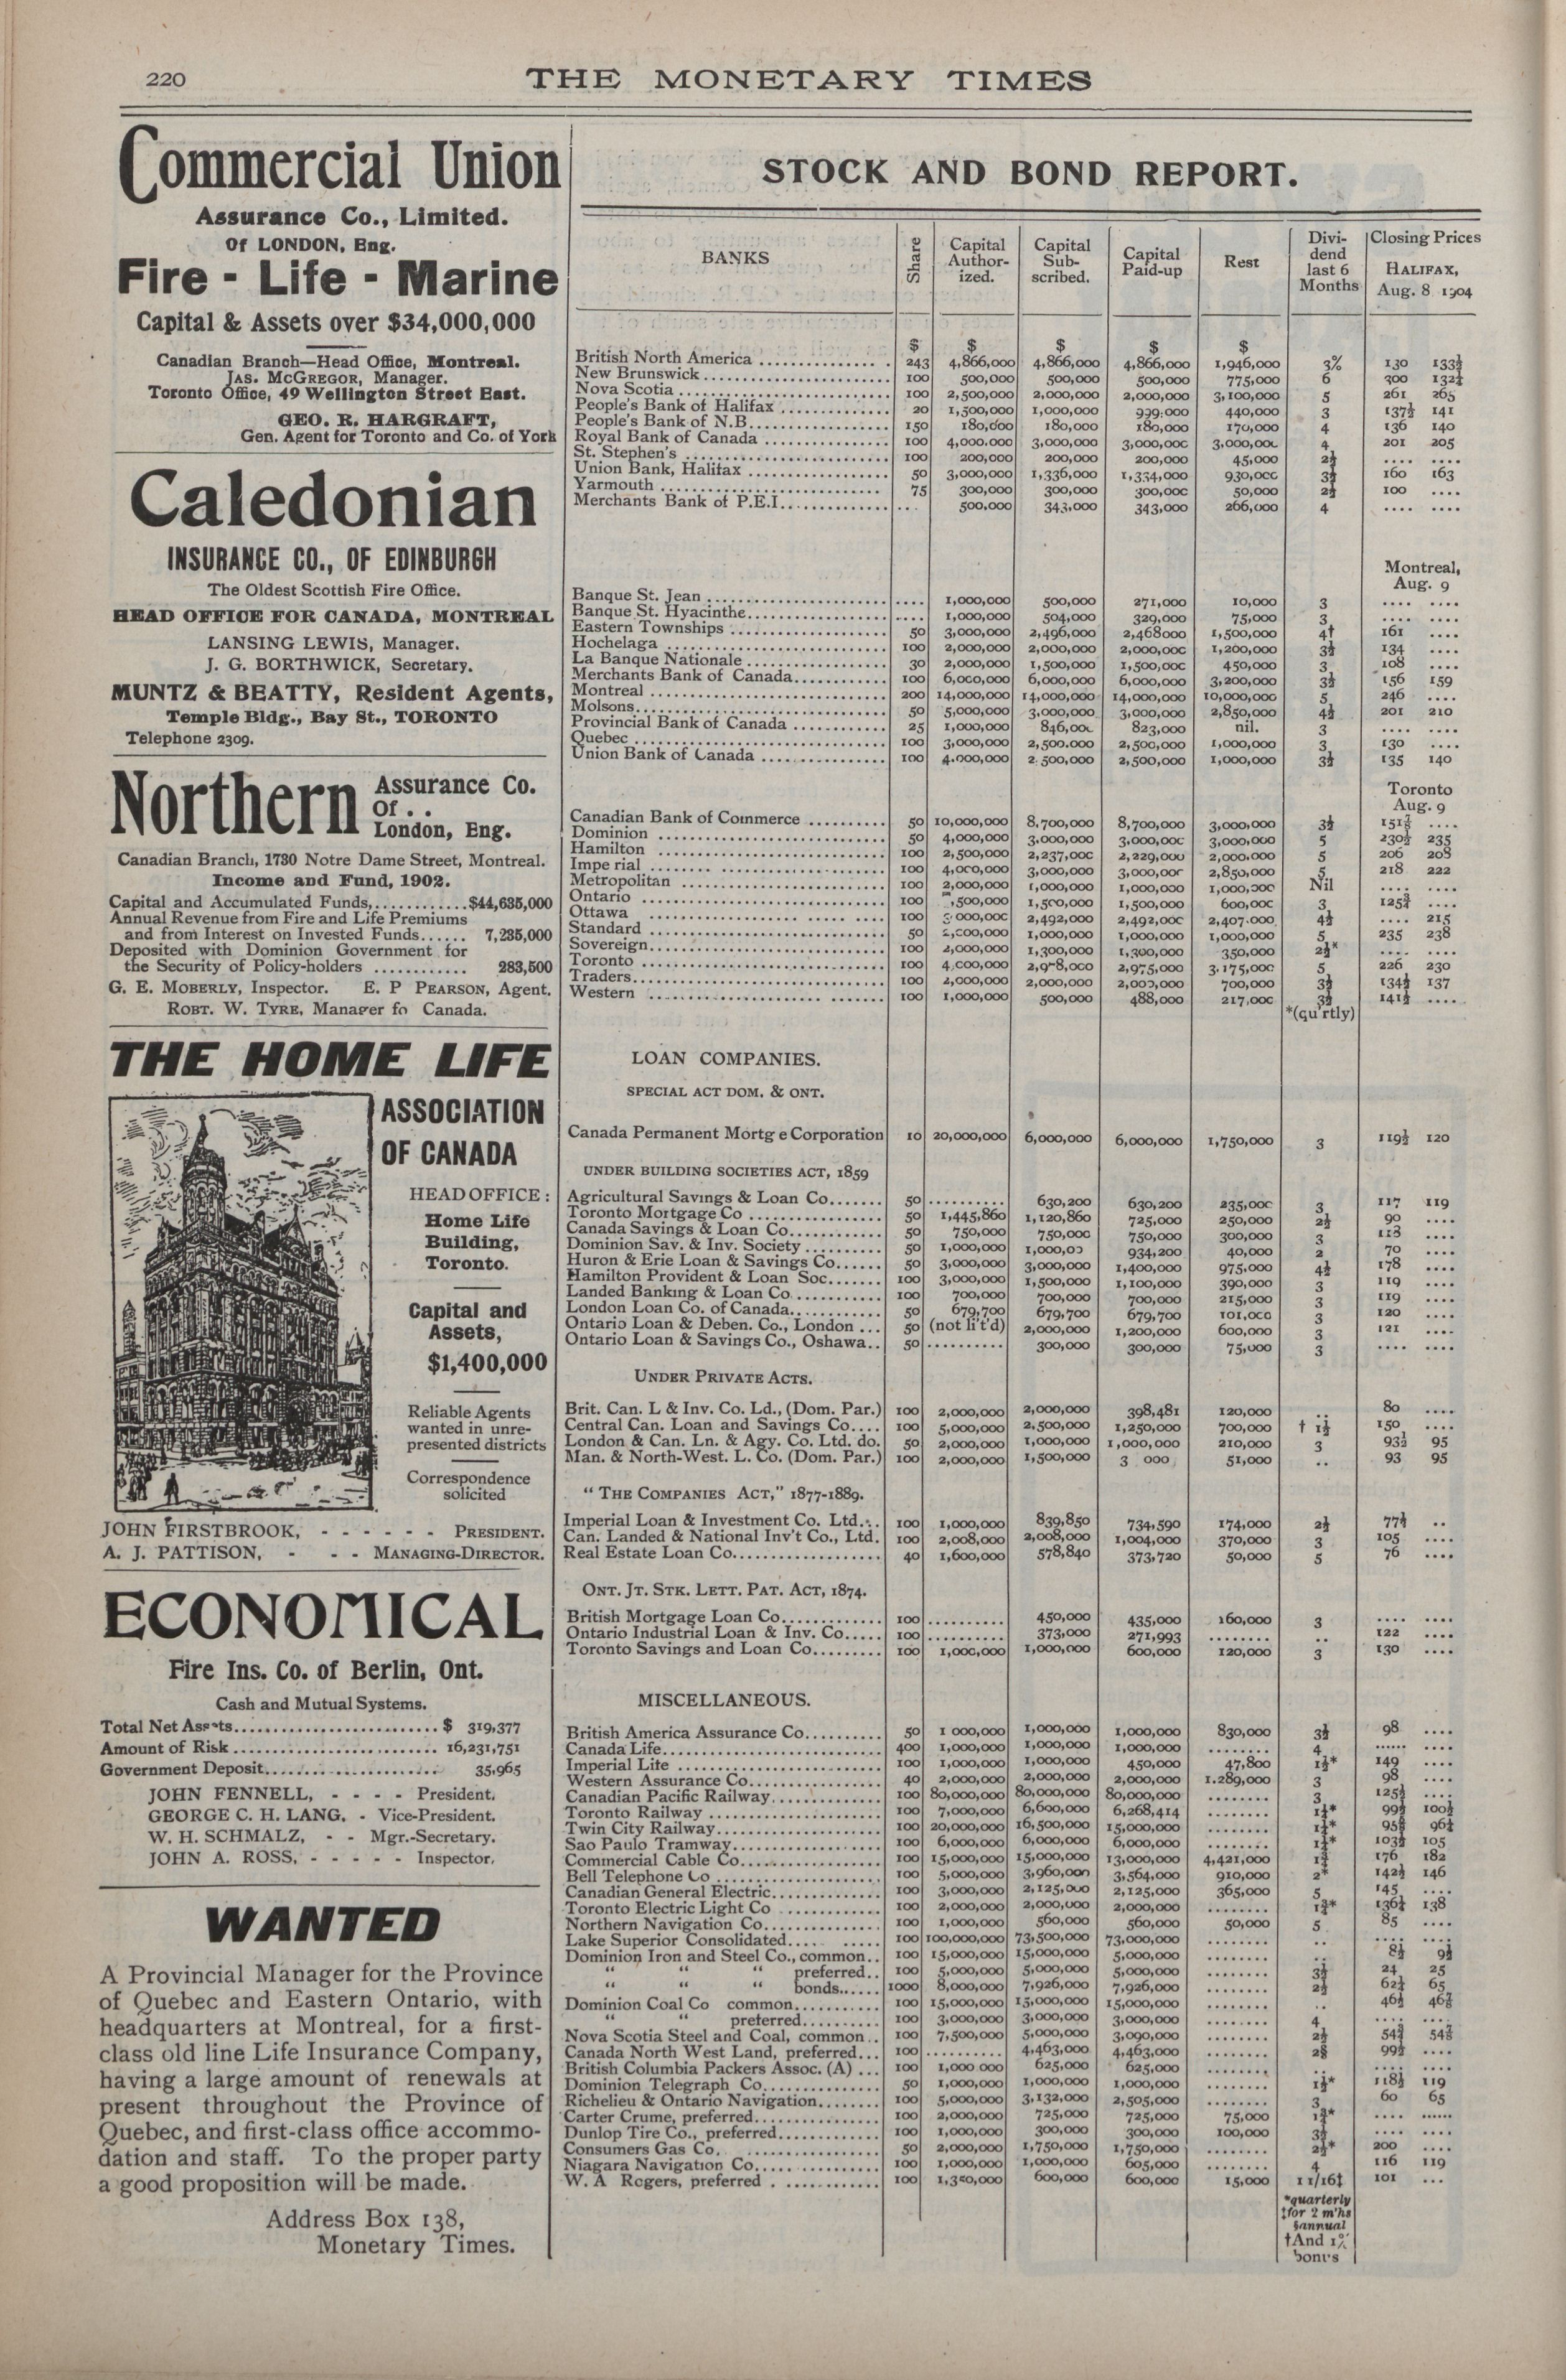 220
THE MONETARY TIMES
Commercial Union
Assurance Co., Limited.
Of LONDON, Eng.
Fire - Life - Marine
Capital & Assets over $34,000,000
Canadian Branch—Head Office, Montreal.
JAS. MCGREGOR, Manager.
Toronto Office, 49 Wellington Street East.
GEO. R. HARGRAFT,
Gen. Agent for Toronto and Co. of York
Caledonian
INSURANCE CO., OF EDINBURGH
The Oldest Scottish Fire Office.
HEAD OFFICE FOR CANADA, MONTREAL
LANSING LEWIS, Manager.
J. G. BORTHWICK, Secretary.
MUNTZ & BEATTY, Resident Agents,
Temple Bldg., Bay St., TORONTO
Telephone 2309.
Northern Assurance Co.
Of . .
London, Eng.
Canadian Branch, 1730 Notre Dame Street, Montreal.
Income and Fund, 1902.
Capital and Accumulated Funds,............$44,635,000
Annual Revenue from Fire and Life Premiums
and from Interest on Invested Funds...... 7,235,000
Deposited with Dominion Government for
the Security of Policy-holders ............ 283,500
G. E. MOBERLY, Inspector. E. P PEARSON, Agent.
ROBT. W. TYRE, Manager fo Canada.
THE HOME LIFE
ASSOCIATION
OF CANADA
HEAD OFFICE:
Home Life
Building,
Toronto.
Capital and
Assets,
$1,400,000
Reliable Agents
wanted in unre-
presented districts
Correspondence
solicited
JOHN FIRSTBROOK, - - - - - - PRESIDENT.
A. J. PATTISON, - - - MANAGING-DIRECTOR.
ECONOMICAL
Fire Ins. Co. of Berlin, Ont.
Cash and Mutual Systems.
Total Net Assets..........................$ 319,377
Amount of Risk.......................... 16,231,751
Government Deposit...................... 35,965
JOHN FENNELL, - - - - President.
GEORGE C. H. LANG, - Vice-President.
W. H. SCHMALZ, - - Mgr.-Secretary.
JOHN A. ROSS, - - - - - Inspector.
WANTED
A Provincial Manager for the Province
of Quebec and Eastern Ontario, with
headquarters at Montreal, for a first-
class old line Life Insurance Company,
having a large amount of renewals at
present throughout the Province of
Quebec, and first-class office accommo-
dation and staff. To the proper party
a good proposition will be made.
Address Box 138,
Monetary Times.
STOCK AND BOND REPORT.
BANKS
Share
Capital Author-ized.
Capital Sub-scribed.
Capital Paid-up
Rest
Divi-dend last 6 Months
Closing Prices
HALIFAX,
Aug. 8 1904
$ $ $ $ $
British North America 243 4,866,000 4,866,000 4,866,000 1,946,000 3% 130 133½
New Brunswick 100 500,000 500,000 500,000 775,000 6 300 132¼
Nova Scotia 100 2,500,000 2,000,000 2,000,000 3,100,000 5 261 265
People's Bank of Halifax 20 1,500,000 1,000,000 999,000 440,000 3 137½ 141
People's Bank of N.B. 150 180,000 180,000 180,000 170,000 4 136 140
Royal Bank of Canada 100 4,000,000 3,000,000 3,000,000 3,000,000 4 201 205
St. Stephen's 100 200,000 200,000 200,000 45,000 2½ .... ....
Union Bank, Halifax 50 3,000,000 1,336,000 1,334,000 930,000 3½ 160 163
Yarmouth 75 300,000 300,000 300,000 50,000 2½ 100 ....
Merchants Bank of P.E.I. .... 500,000 343,000 343,000 266,000 4 .... ....
Montreal,
Aug. 9
Banque St. Jean .... 1,000,000 500,000 271,000 10,000 3 .... ....
Banque St. Hyacinthe .... 1,000,000 504,000 329,000 75,000 3 .... ....
Eastern Townships 50 3,000,000 2,496,000 2,468000 1,500,000 4† 161 ....
Hochelaga 100 2,000,000 2,000,000 2,000,000 1,200,000 3½ 134 ....
La Banque Nationale 30 2,000,000 1,500,000 1,500,000 450,000 3 108 ....
Merchants Bank of Canada 100 6,000,000 6,000,000 6,000,000 3,200,000 3½ 156 159
Montreal 200 14,000,000 14,000,000 14,000,000 10,000,000 5 246 ....
Molsons 50 5,000,000 3,000,000 3,000,000 2,850,000 4½ 201 210
Provincial Bank of Canada 25 1,000,000 846,000 823,000 nil. 3 .... ....
Quebec 100 3,000,000 2,500,000 2,500,000 1,000,000 3 130 ....
Union Bank of Canada 100 4,000,000 2,500,000 2,500,000 1,000,000 3½ 135 140
Toronto
Aug. 9
Canadian Bank of Commerce 50 10,000,000 8,700,000 8,700,000 3,000,000 3½ ....
Dominion 50 4,000,000 3,000,000 3,000,000 3,000,000 5 230½ 235
Hamilton 100 2,500,000 2,237,000 2,229,000 2,000,000 5 206 208
Impe rial 100 4,000,000 3,000,000 3,000,000 2,850,000 5 218 222
Metropolitan 100 2,000,000 1,000,000 1,000,000 1,000,000 Nil .... ....
Ontario 100 ,500,000 1,500,000 1,500,000 600,000 3 ....
Ottawa 100 3,000,000 2,492,000 2,492,000 2,407,000 4½ .... 215
Standard 50 2,000,000 1,000,000 1,000,000 1,000,000 5 235 238
Sovereign 100 2,000,000 1,300,000 1,300,000 350,000 .... ....
Toronto 100 4,000,000 2,978,000 2,975,000 3,175,000 5 226 230
Traders 100 2,000,000 2,000,000 2,000,000 700,000 3½ 134½ 137
Western 100 1,000,000 500,000 488,000 217,000 3½ 141½ ....
*(qu'rtly)
LOAN COMPANIES.
SPECIAL ACT DOM. & ONT.
Canada Permanent Mortg e Corporation 10 20,000,000 6,000,000 6,000,000 1,750,000 3 119½ 120
UNDER BUILDING SOCIETIES ACT, 1859
Agricultural Savings & Loan Co. 50 .......... 630,200 630,200 235,000 3 117 119
Toronto Mortgage Co 50 1,445,860 1,120,860 725,000 250,000 2½ 90 ....
Canada Savings & Loan Co. 50 750,000 750,000 750,000 300,000 3 113 ....
Dominion Sav. & Inv. Society 50 1,000,000 1,000,00 934,200 40,000 2 70 ....
Huron & Erie Loan & Savings Co. 50 3,000,000 3,000,000 1,400,000 975,000 4½ 178 ....
Hamilton Provident & Loan Soc. 100 3,000,000 1,500,000 1,100,000 390,000 3 119 ....
Landed Banking & Loan Co. 100 700,000 700,000 700,000 215,000 3 119 ....
London Loan Co. of Canada 50 679,700 679,700 679,700 101,000 3 120 ....
Ontario Loan & Deben. Co., London 50 (not li't'd) 2,000,000 1,200,000 600,000 3 121 ....
Ontario Loan & Savings Co., Oshawa 50 .......... 300,000 300,000 75,000 3 .... ....
UNDER PRIVATE ACTS.
Brit. Can. L & Inv. Co. Ld., (Dom. Par.) 100 2,000,000 2,000,000 398,481 120,000 .. 80 ....
Central Can. Loan and Savings Co. 100 5,000,000 2,500,000 1,250,000 700,000 † 1½ 150 ....
London & Can. Ln. & Agy. Co. Ltd. do. 50 2,000,000 1,000,000 1,000,000 210,000 3 93½ 95
Man. & North-West. L. Co. (Dom. Par.) 100 2,000,000 1,500,000 3 000 51,000 .. 93 95
"THE COMPANIES ACT," 1877-1889.
Imperial Loan & Investment Co. Ltd. 100 1,000,000 839,850 734,590 174,000 2½ ..
Can. Landed & National Inv't Co., Ltd. 100 2,008,000 2,008,000 1,004,000 370,000 3 105 ....
Real Estate Loan Co. 40 1,600,000 578,840 373,720 50,000 5 76 ....
ONT. JT. STK. LETT. PAT. ACT, 1874.
British Mortgage Loan Co. 100 .......... 450,000 435,000 160,000 3 .... ....
Ontario Industrial Loan & Inv. Co. 100 .......... 373,000 271,993 ........ .. 122 ....
Toronto Savings and Loan Co. 100 1,000,000 1,000,000 600,000 120,000 3 130 ....
MISCELLANEOUS.
British America Assurance Co. 50 1 000,000 1,000,000 1,000,000 830,000 3½ 98 ....
Canada Life 400 1,000,000 1,000,000 1,000,000 ........ 4 ...... ....
Imperial Life 100 1,000,000 1,000,000 450,000 47,800 149 ....
Western Assurance Co. 40 2,000,000 2,000,000 2,000,000 1.289,000 3 98 ....
Canadian Pacific Railway 100 80,000,000 80,000,000 80,000,000 ........ 3 ....
Toronto Railway 100 7,000,000 6,600,000 6,268,414 ........
Twin City Railway 100 20,000,000 16,500,000 15,000,000 ........
Sao Paulo Tramway 100 6,000,000 6,000,000 6,000,000 ........ 105
Commercial Cable Co. 100 15,000,000 15,000,000 13,000,000 4,421,000 176 182
Bell Telephone Co 100 5,000,000 3,960,000 3,564,000 910,000 2* 142½ 146
Canadian General Electric 100 3,000,000 2,125,000 2,125,000 365,000 5 145 ....
Toronto Electric Light Co 100 2,000,000 2,000,000 2,000,000 ........ 138
Northern Navigation Co. 100 1,000,000 560,000 560,000 50,000 5 85 ....
Lake Superior Consolidated 100 100,000,000 73,500,000 73,000,000 ........ .. .... ....
Dominion Iron and Steel Co., common 100 15,000,000 15,000,000 5,000,000 ........ ..
" " " preferred 100 5,000,000 5,000,000 5,000,000 ........ 3½ 24 25
" " " bonds 1000 8,000,000 7,926,000 7,926,000 ........ 2½ 65
Dominion Coal Co common 100 15,000,000 15,000,000 15,000,000 ........ ..
" " preferred 100 3,000,000 3,000,000 3,000,000 ........ 4 .... ....
Nova Scotia Steel and Coal, common 100 7,500,000 5,000,000 3,090,000 ........ 2½
Canada North West Land, preferred 100 .......... 4,463,000 4,463,000 ........ ....
British Columbia Packers Assoc. (A) 100 1,000 000 625,000 625,000 ........ .. .... ....
Dominion Telegraph Co. 50 1,000,000 1,000,000 1,000,000 ........ 118½ 119
Richelieu & Ontario Navigation 100 5,000,000 3,132,000 2,505,000 ........ 3 60 65
Carter Crume, preferred 100 2,000,000 725,000 725,000 75,000 .... ......
Dunlop Tire Co., preferred 100 1,000,000 300,000 300,000 100,000 3½ .... ....
Consumers Gas Co. 50 2,000,000 1,750,000 1,750,000 ........ 2½* 200 ....
Niagara Navigation Co. 100 1,000,000 1,000,000 605,000 ........ 4 116 119
W. A Rogers, preferred 100 1,350,000 600,000 600,000 15,000 11/16‡ 101 ...
*quarterly
‡for 2 m'hs
§annual
†And 1%
bonus